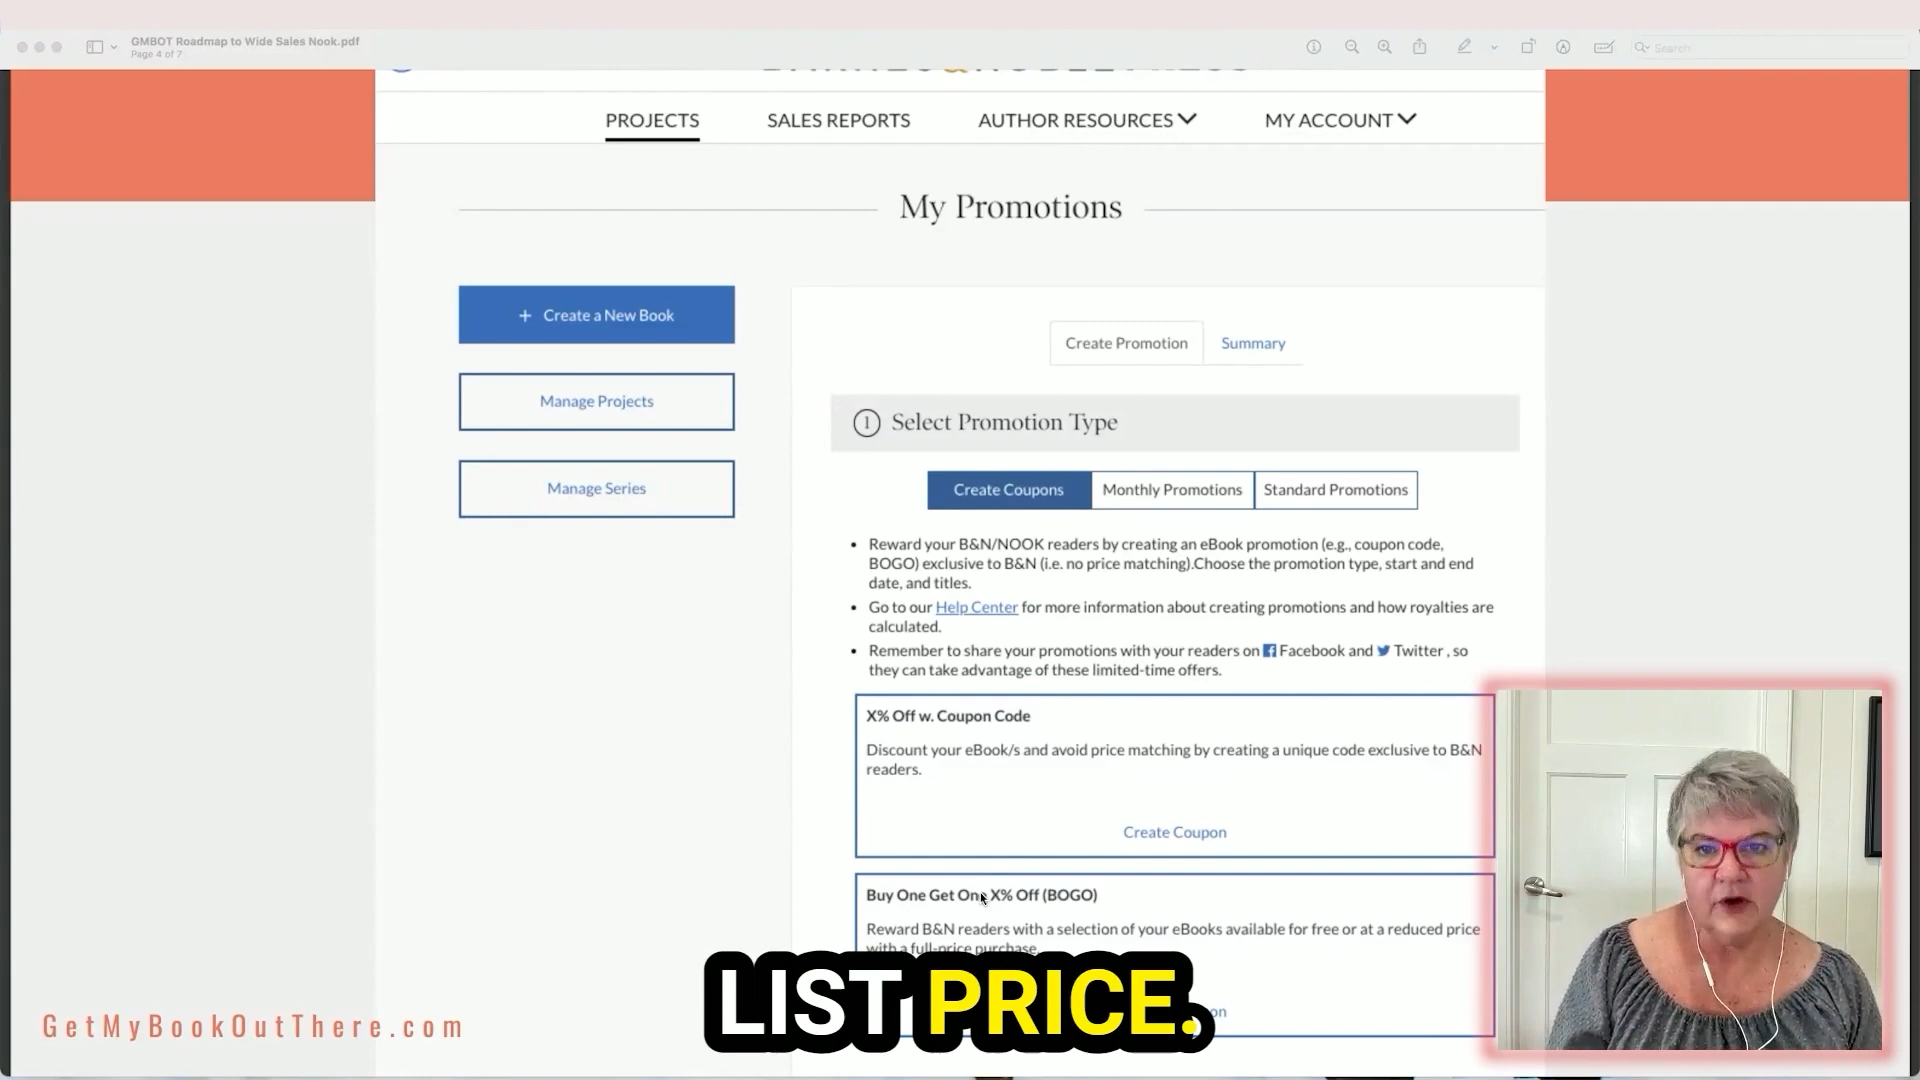 GMBOT Roadmap to Wide Sales Nook.pdf
Page 4 of 7
Search
PROJECTS
SALES REPORTS
AUTHOR RESOURCES
MY ACCOUNT
My Promotions
+ Create a New Book
Manage Projects
Manage Series
Create Promotion
Summary
1 Select Promotion Type
Create Coupons
Monthly Promotions
Standard Promotions
• Reward your B&N/NOOK readers by creating an eBook promotion (e.g., coupon code,
BOGO) exclusive to B&N (i.e. no price matching).Choose the promotion type, start and end
date, and titles.
• Go to our Help Center for more information about creating promotions and how royalties are
calculated.
• Remember to share your promotions with your readers on Facebook and Twitter , so
they can take advantage of these limited-time offers.
X% Off w. Coupon Code
Discount your eBook/s and avoid price matching by creating a unique code exclusive to B&N
readers.
Create Coupon
Buy One Get One X% Off (BOGO)
Reward B&N readers with a selection of your eBooks available for free or at a reduced price
with a full-price purchase.
LIST PRICE.
GetMyBookOutThere.com